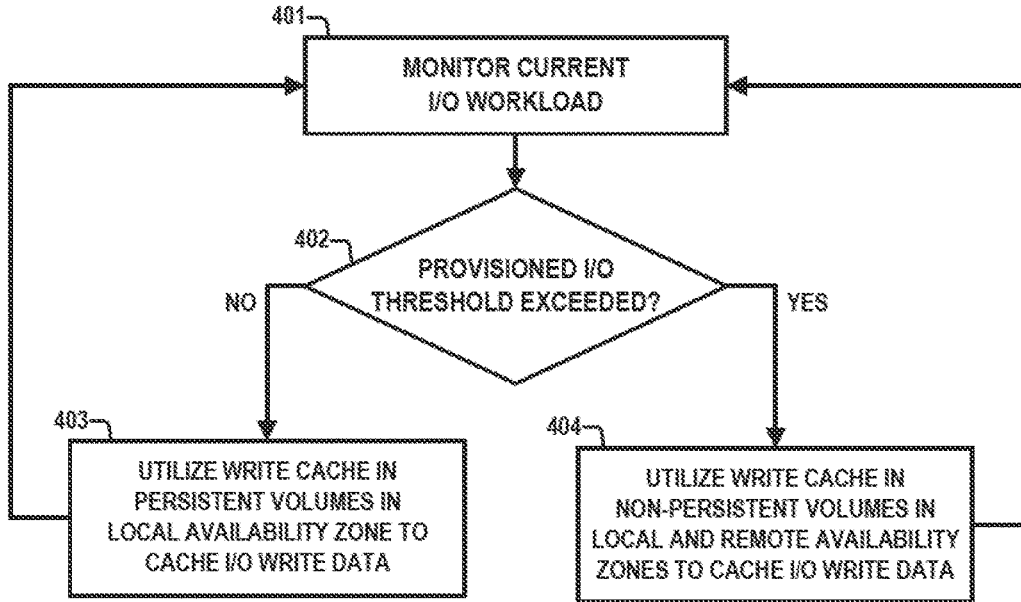 401
MONITOR CURRENT
I/O WORKLOAD
402
PROVISIONED I/O
THRESHOLD EXCEEDED?
NO
YES
403
UTILIZE WRITE CACHE IN
PERSISTENT VOLUMES IN
LOCAL AVAILABILITY ZONE TO
CACHE I/O WRITE DATA
404
UTILIZE WRITE CACHE IN
NON-PERSISTENT VOLUMES IN
LOCAL AND REMOTE AVAILABILITY
ZONES TO CACHE I/O WRITE DATA